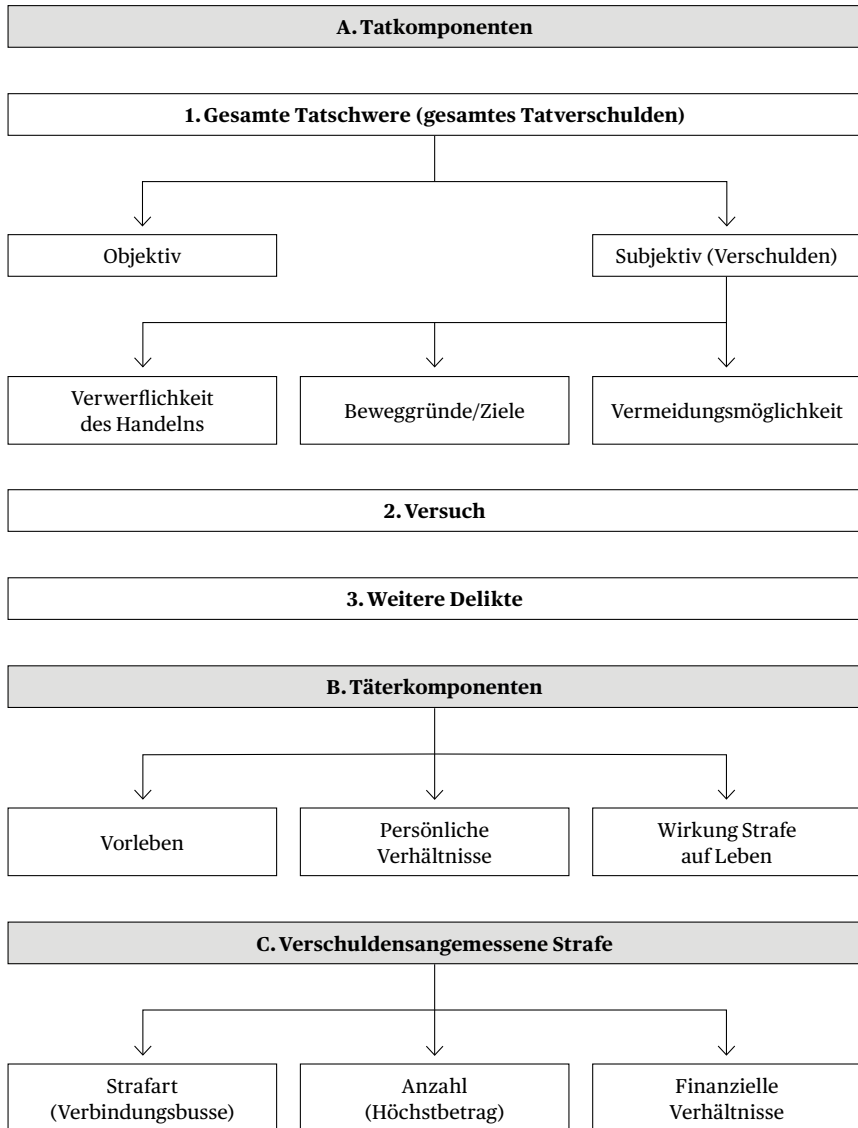 A. Tatkomponenten
1. Gesamte Tatschwere (gesamtes Tatverschulden)
Objektiv
Subjektiv (Verschulden)
Verwerflichkeit
des Handelns
Beweggründe/Ziele
Vermeidungsmöglichkeit
2. Versuch
3. Weitere Delikte
B. Täterkomponenten
Vorleben
Persönliche
Verhältnisse
Wirkung Strafe
auf Leben
C. Verschuldensangemessene Strafe
Strafart
(Verbindungsbusse)
Anzahl
(Höchstbetrag)
Finanzielle
Verhältnisse